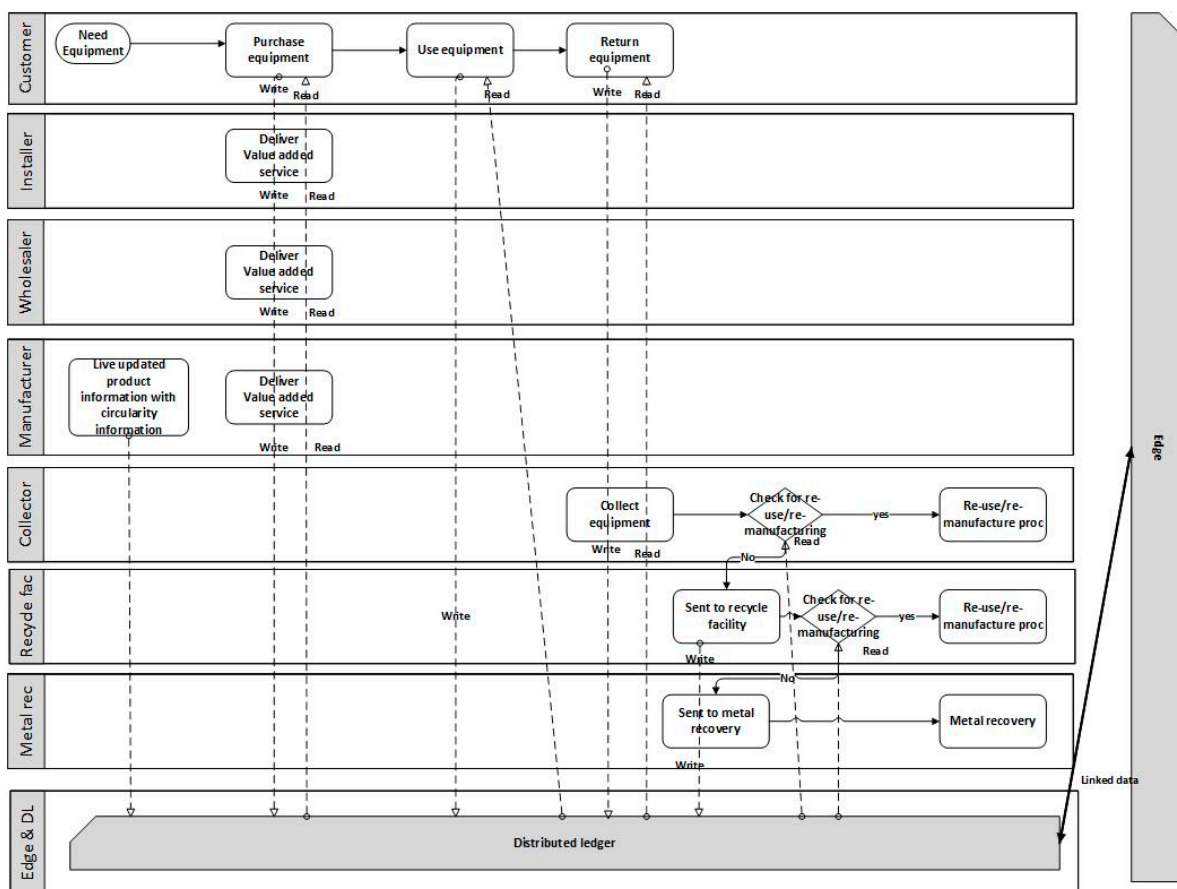 Customer
Need
Equipment
Purchase
equipment
Use equipment
Return
equipment
Write
Read
Read
Write
Read
Installer
Deliver
Value added
service
Write
Read
Wholesaler
Deliver
Value added
service
Write
Read
Manufacturer
Live updated
product
information with
circularity
information
Deliver
Value added
service
Write
Read
Collector
Collect
equipment
Write
Read
Check for re-
use/re-
manufacturing
Read
yes
Re-use/re-
manufacture proc
No
Recycle fac
Write
Sent to recycle
facility
Write
Check for re-
use/re-
manufacturing
Read
yes
Re-use/re-
manufacture proc
No
Metal rec
Sent to metal
recovery
Write
Metal recovery
Edge & DL
Distributed ledger
Linked data
Edge